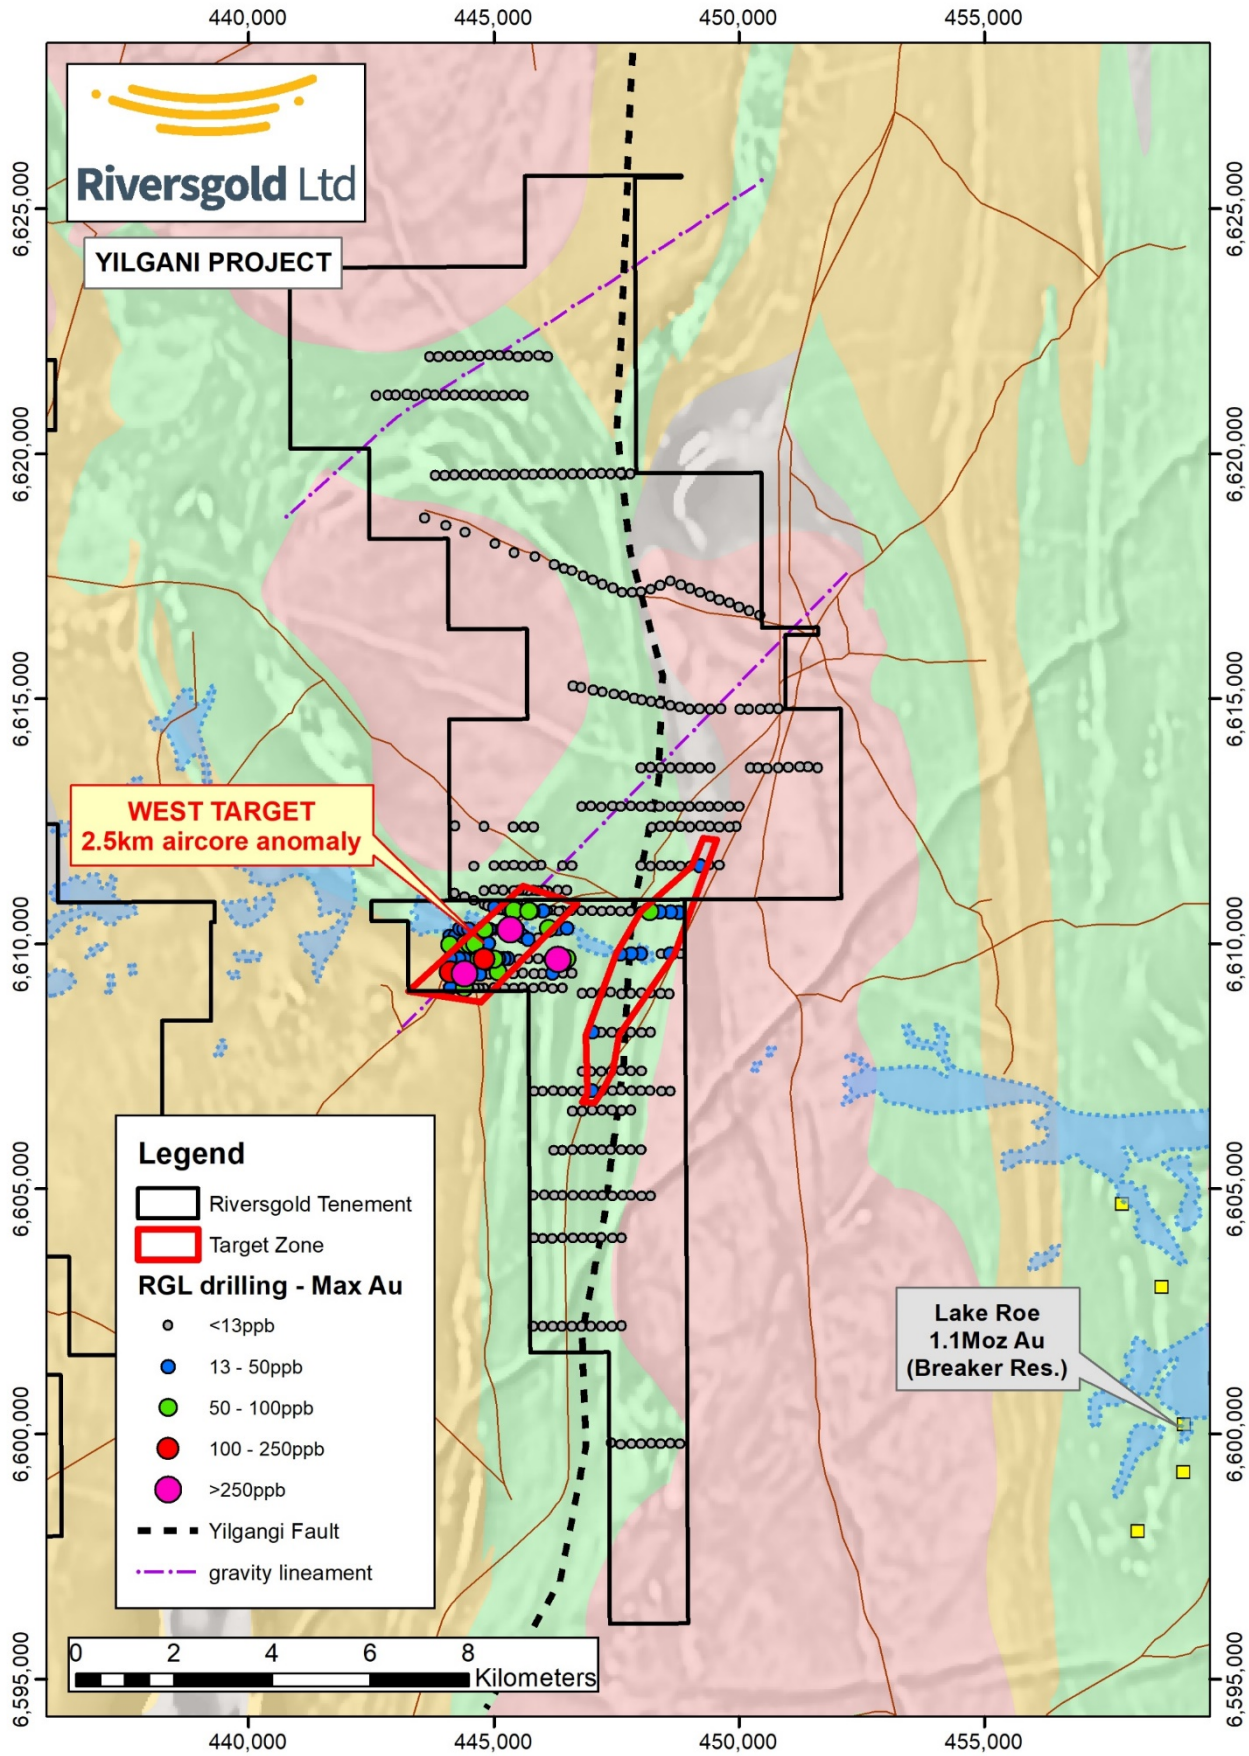 440,000
445,000
450,000
455,000
Riversgold Ltd
YILGANI PROJECT
6,625,000
6,625,000
6,620,000
6,620,000
6,615,000
6,615,000
WEST TARGET
2.5km aircore anomaly
6,610,000
6,610,000
Legend
Riversgold Tenement
Target Zone
RGL drilling - Max Au
<13ppb
13 - 50ppb
50 - 100ppb
100 - 250ppb
>250ppb
Yilgangi Fault
gravity lineament
6,605,000
6,605,000
Lake Roe
1.1Moz Au
(Breaker Res.)
6,600,000
6,600,000
0
2
4
6
8
Kilometers
6,595,000
6,595,000
440,000
445,000
450,000
455,000